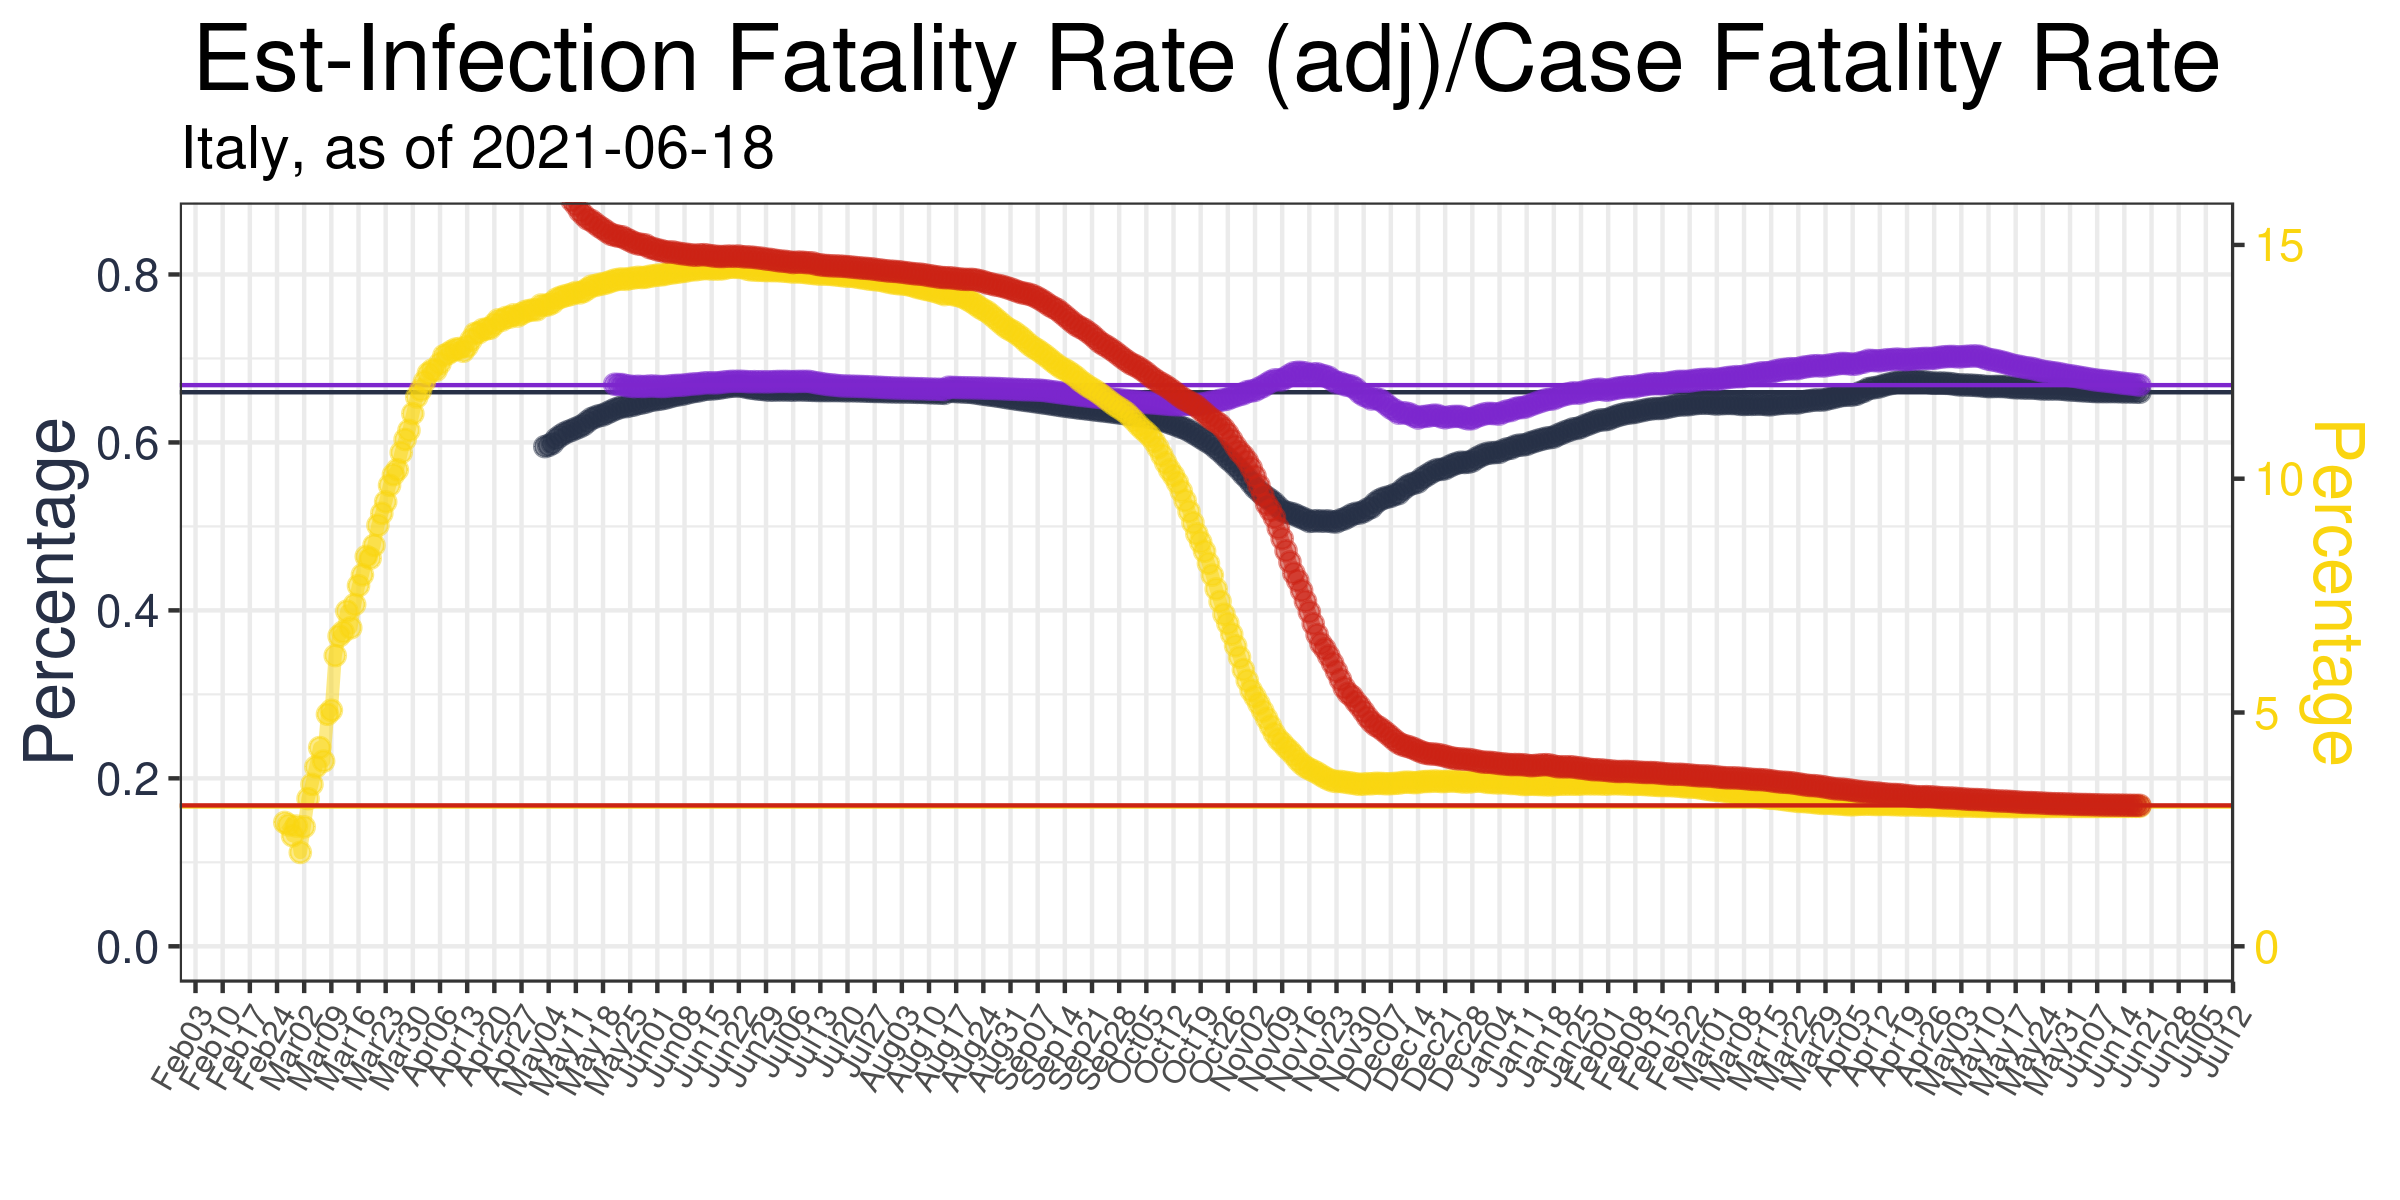 Est-Infection Fatality Rate (adj)/Case Fatality Rate
Italy, as of 2021-06-18
Percentage
0.8
0.6
0.4
0.2
0.0
15
10
5
0
Percentage
Feb03
Feb10
Feb17
Feb24
Mar02
Mar09
Mar16
Mar23
Mar30
Apr06
Apr13
Apr20
Apr27
May04
May11
May18
May25
Jun01
Jun08
Jun15
Jun22
Jun29
Jul06
Jul13
Jul20
Jul27
Aug03
Aug10
Aug17
Aug24
Aug31
Sep07
Sep14
Sep21
Sep28
Oct05
Oct12
Oct19
Oct26
Nov02
Nov09
Nov16
Nov23
Nov30
Dec07
Dec14
Dec21
Dec28
Jan04
Jan11
Jan18
Jan25
Feb01
Feb08
Feb15
Feb22
Mar01
Mar08
Mar15
Mar22
Mar29
Apr05
Apr12
Apr19
Apr26
May03
May10
May17
May24
May31
Jun07
Jun14
Jun21
Jun28
Jul05
Jul12